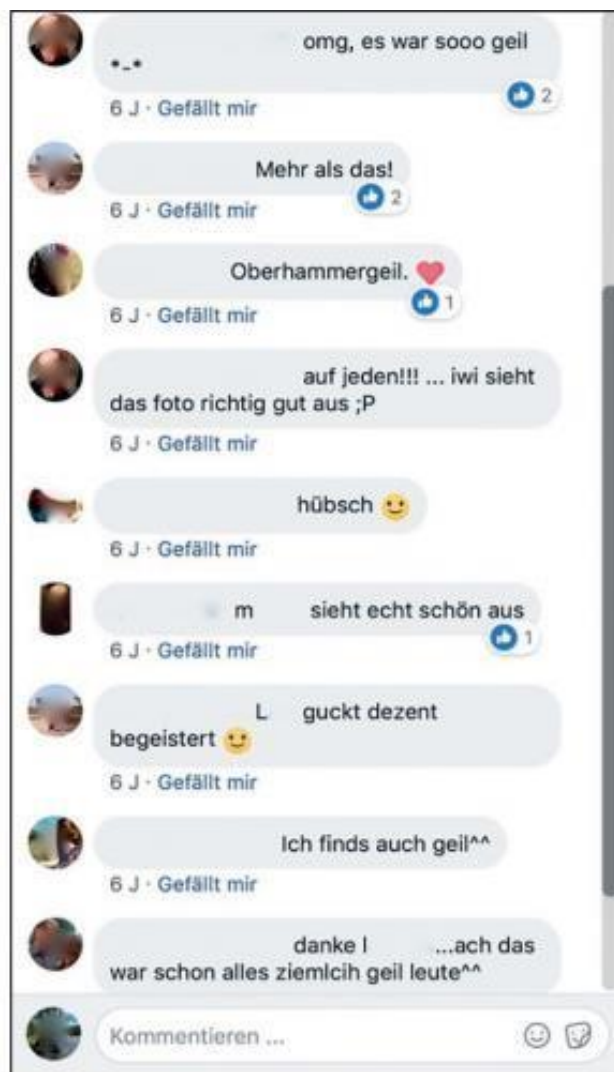 omg, es war sooo geil
•_•
2
6 J · Gefällt mir
Mehr als das!
2
6 J · Gefällt mir
Oberhammergeil. ❤
1
6 J · Gefällt mir
auf jeden!!! ... iwi sieht
das foto richtig gut aus ;P
6 J · Gefällt mir
hübsch 🙂
6 J · Gefällt mir
m sieht echt schön aus
1
6 J · Gefällt mir
L guckt dezent
begeistert 🙂
6 J · Gefällt mir
Ich finds auch geil^^
6 J · Gefällt mir
danke l ...ach das
war schon alles ziemlcih geil leute^^
Kommentieren ...